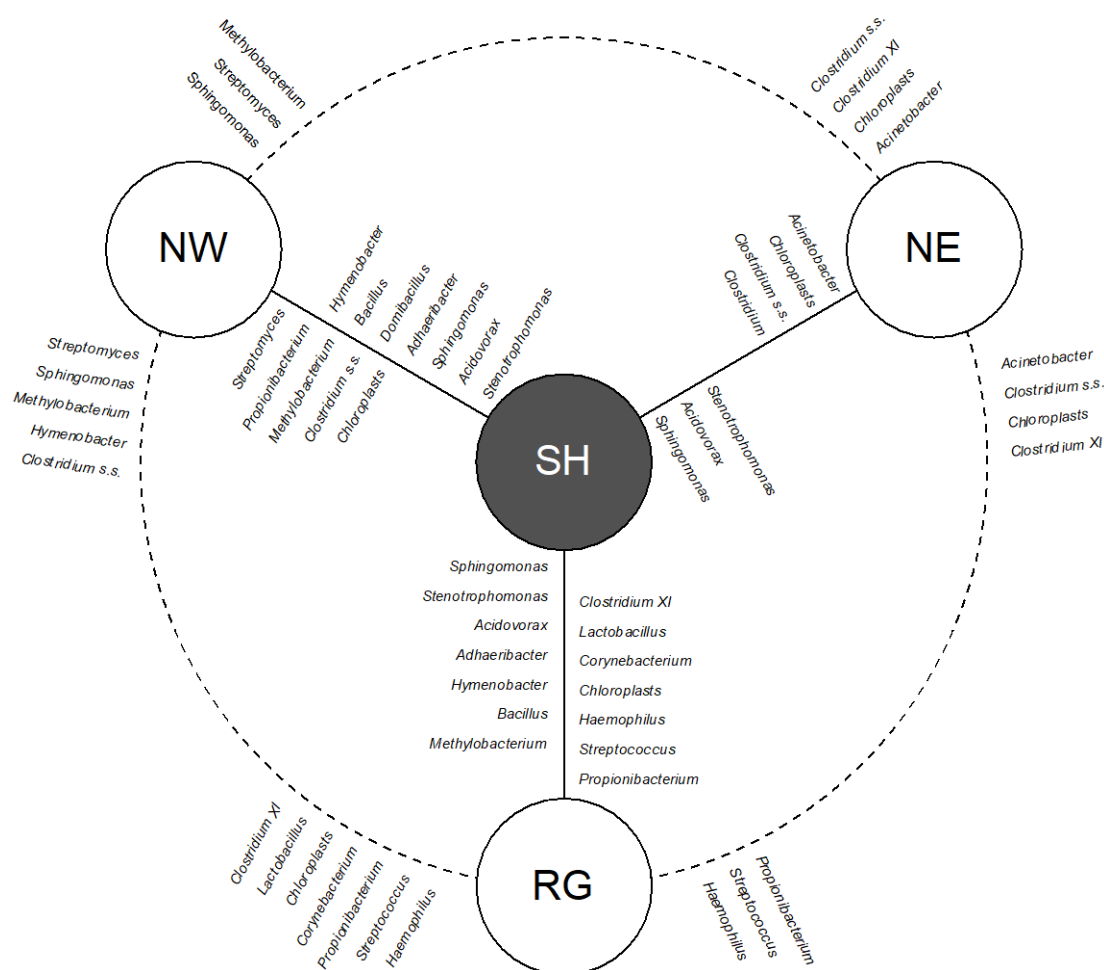 Methylobacterium
Streptomyces
Sphingomonas
Clostridium s.s.
Clostridium XI
Chloroplasts
Acinetobacter
NW
NE
Hymenobacter
Bacillus
Domibacillus
Adhaeribacter
Sphingomonas
Acidovorax
Stenotrophomonas
Streptomyces
Propionibacterium
Methylobacterium
Clostridium s.s.
Chloroplasts
Acinetobacter
Chloroplasts
Clostridium s.s.
Clostridium
Stenotrophomonas
Acidovorax
Sphingomonas
Streptomyces
Sphingomonas
Methylobacterium
Hymenobacter
Clostridium s.s.
Acinetobacter
Clostridium s.s.
Chloroplasts
Clostridium XI
SH
Sphingomonas
Stenotrophomonas
Acidovorax
Adhaeribacter
Hymenobacter
Bacillus
Methylobacterium
Clostridium XI
Lactobacillus
Corynebacterium
Chloroplasts
Haemophilus
Streptococcus
Propionibacterium
Clostridium XI
Lactobacillus
Chloroplasts
Corynebacterium
Propionibacterium
Streptococcus
Haemophilus
RG
Propionibacterium
Streptococcus
Haemophilus